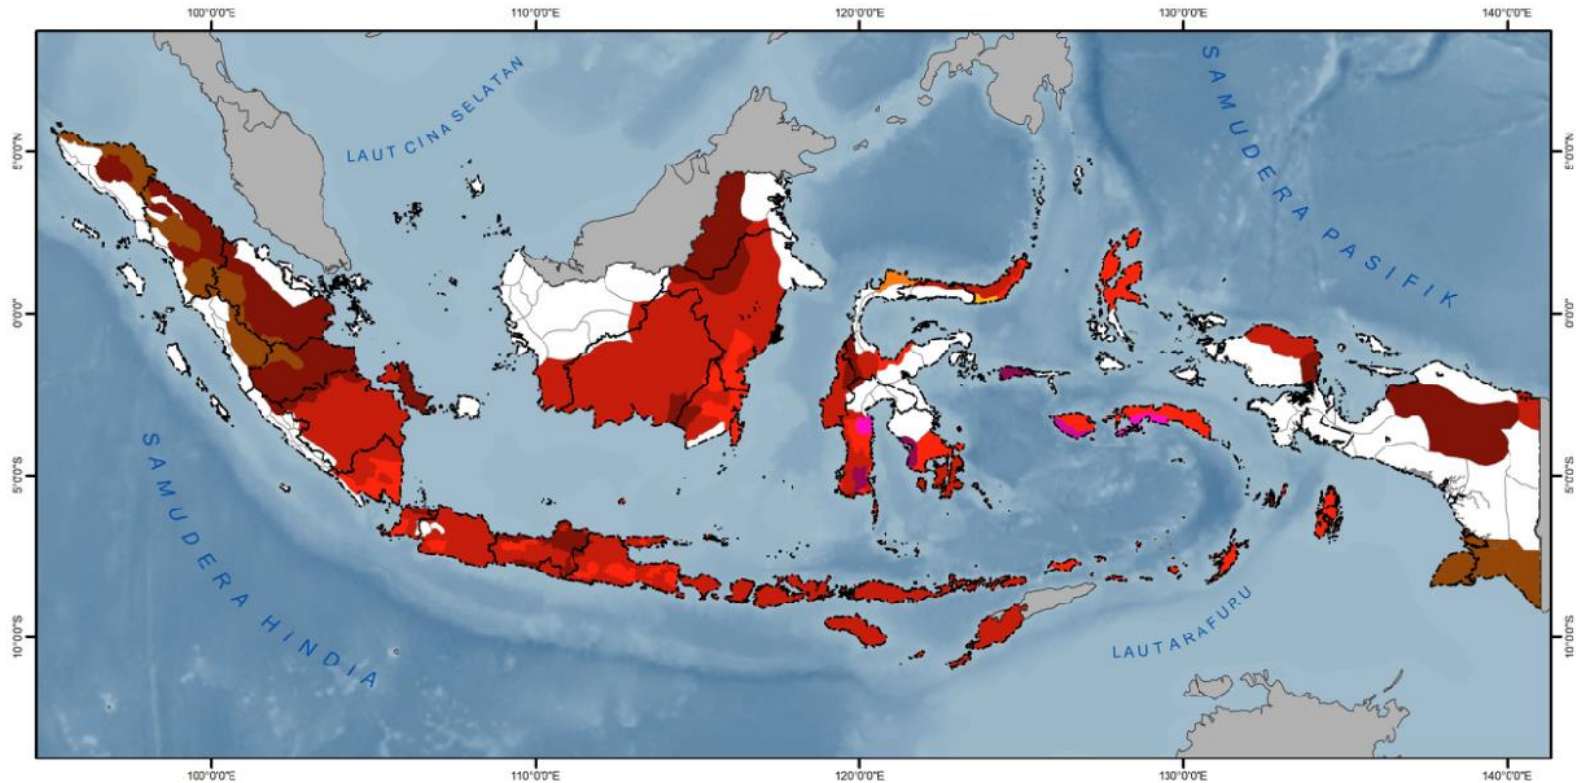 100°0'0"E 110°0'0"E 120°0'0"E 130°0'0"E 140°0'0"E
SAMUDERA PASIFIK
LAUT CINA SELATAN
5°0'0"N 5°0'0"N
0°0'0" 0°0'0"
5°0'0"S 5°0'0"S
SAMUDERA HINDIA
LAUT ARAFURU
10°0'0"S 10°0'0"S
100°0'0"E 110°0'0"E 120°0'0"E 130°0'0"E 140°0'0"E